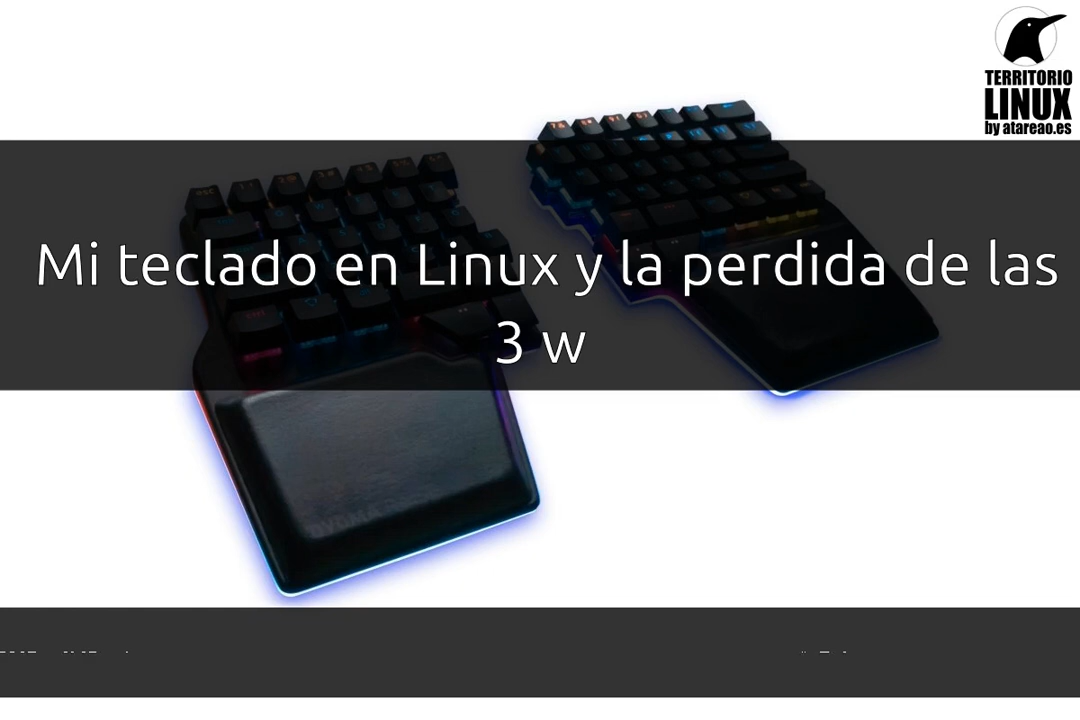 TERRITORIO
LINUX
by atareao.es
Mi teclado en Linux y la perdida de las
3 w